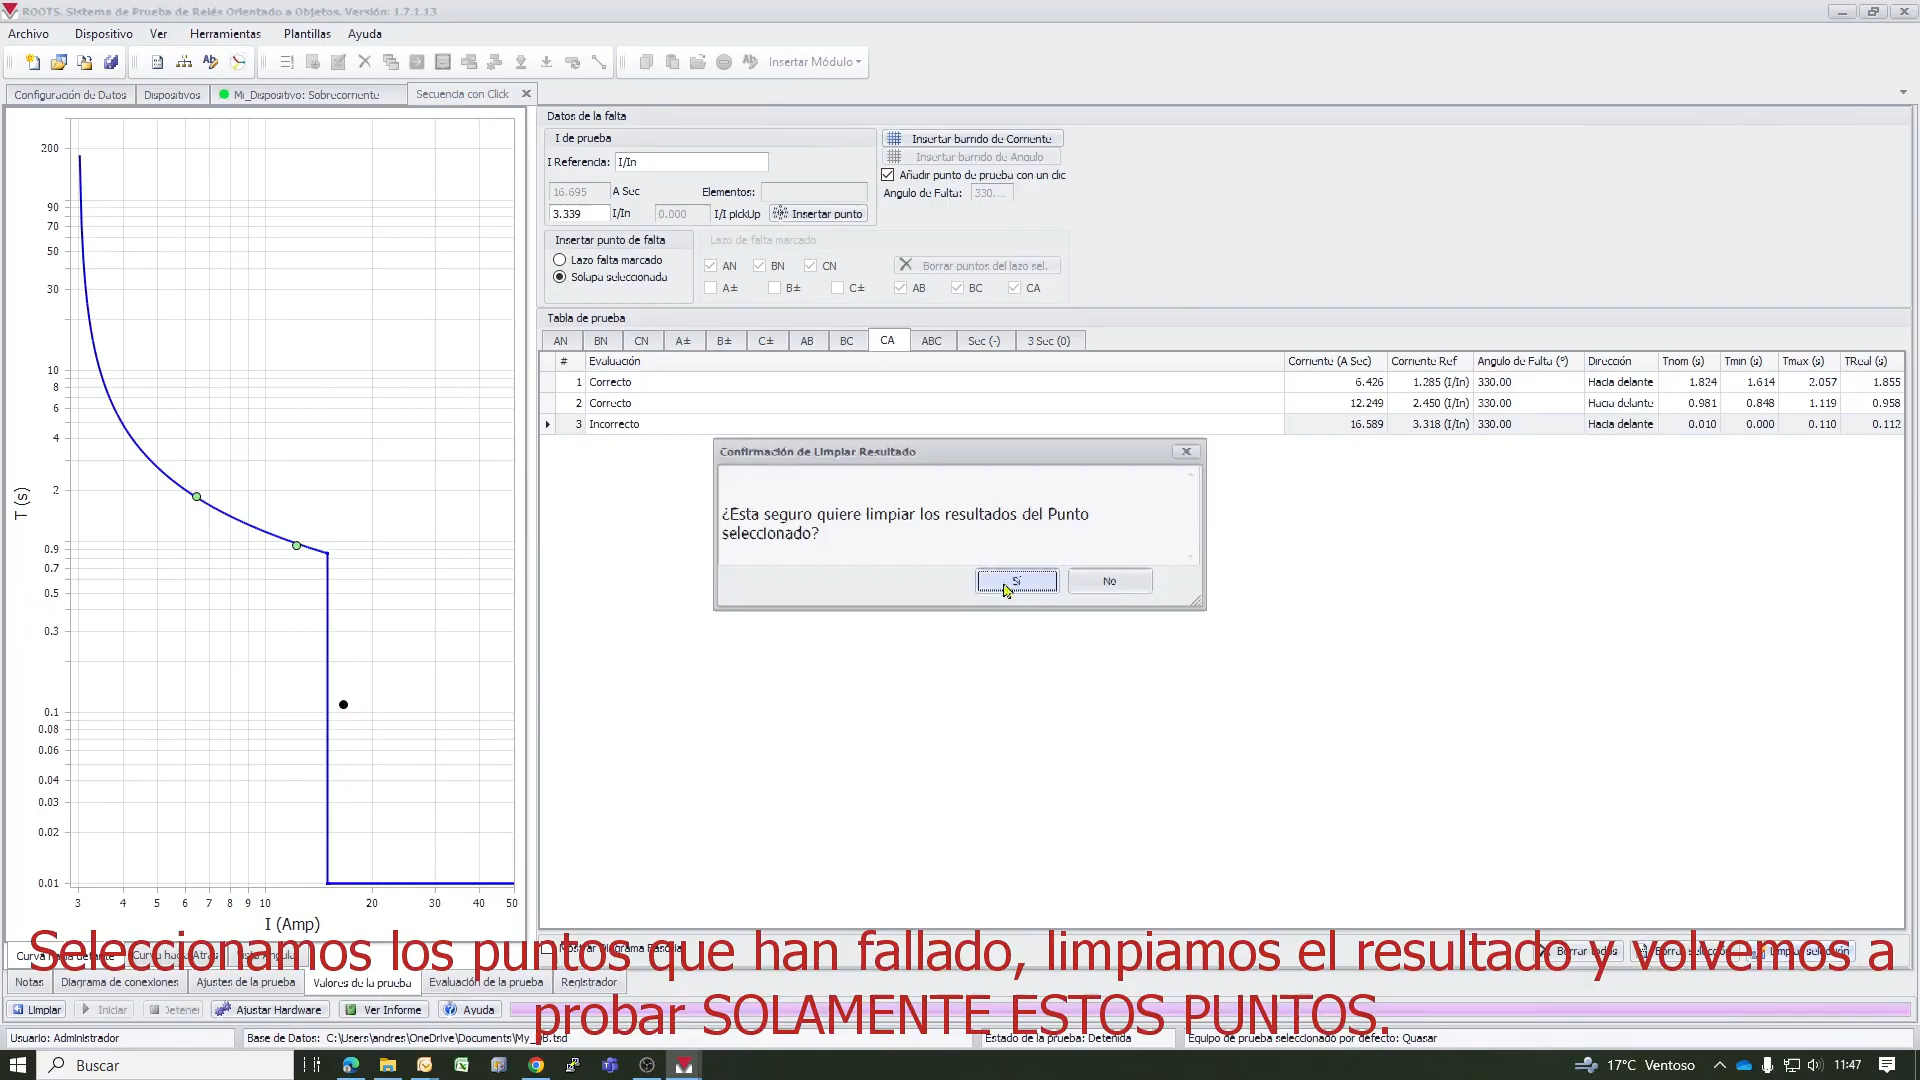 ROOTS. Sistema de Prueba de Relés Orientado a Objetos. Versión: 1.7.1.13
Archivo Dispositivo Ver Herramientas Plantillas Ayuda
Insertar Módulo
Configuración de Datos Dispositivos Mi_Dispositivo: Sobrecorriente Secuencia con Click
Datos de la falta
I de prueba
I Referencia: I/In
16.695 A Sec Elementos:
3.339 I/In 0.000 I/I pickUp Insertar punto
Insertar barrido de Corriente
Insertar barrido de Angulo
Añadir punto de prueba con un clic
Angulo de Falta: 330....
Insertar punto de falta
Lazo falta marcado
Solapa seleccionada
Lazo de falta marcado
AN BN CN Borrar puntos del lazo sel.
A± B± C± AB BC CA
Tabla de prueba
AN BN CN A± B± C± AB BC CA ABC Sec (-) 3 Sec (0)
# Evaluación Corriente (A Sec) Corriente Ref Angulo de Falta (º) Dirección Tnom (s) Tmin (s) Tmax (s) TReal (s)
1 Correcto 6.426 1.285 (I/In) 330.00 Hacia delante 1.824 1.614 2.057 1.855
2 Correcto 12.249 2.450 (I/In) 330.00 Hacia delante 0.981 0.848 1.119 0.958
3 Incorrecto 16.589 3.318 (I/In) 330.00 Hacia delante 0.010 0.000 0.110 0.112
Confirmación de Limpiar Resultado
¿Esta seguro quiere limpiar los resultados del Punto
seleccionado?
Sí No
T (s)
200
90
70
50
30
10
8
6
4
2
0.9
0.7
0.5
0.3
0.1
0.08
0.06
0.04
0.03
0.02
0.01
3 4 5 6 7 8 9 10 20 30 40 50
I (Amp)
Seleccionamos los puntos que han fallado, limpiamos el resultado y volvemos a
probar SOLAMENTE ESTOS PUNTOS.
Notas Diagrama de conexiones Ajustes de la prueba Valores de la prueba Evaluación de la prueba Registrador
Limpiar Iniciar Detener Ajustar Hardware Ver Informe Ayuda
Usuario: Administrador Base de Datos: C:\Users\andres\OneDrive\Documents\My_ Estado de la prueba: Detenida Equipo de prueba seleccionado por defecto: Quasar
Buscar 17°C Ventoso 11:47